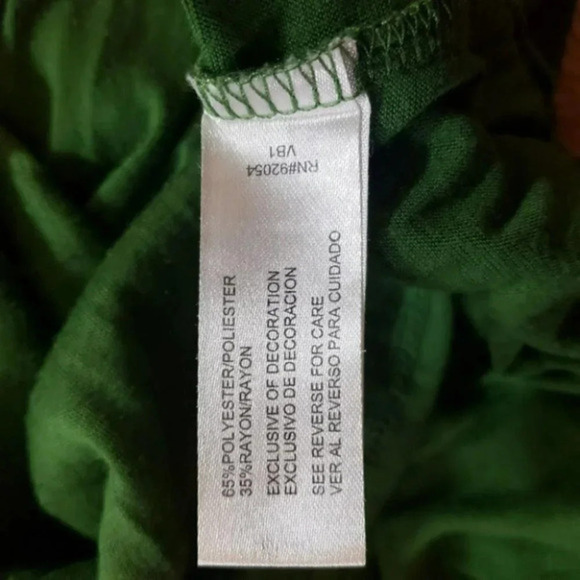 RN#92054
VB1
65%POLYESTER/POLIESTER
35%RAYON/RAYON
EXCLUSIVE OF DECORATION
EXCLUSIVO DE DECORACION
SEE REVERSE FOR CARE
VER AL REVERSO PARA CUIDADO